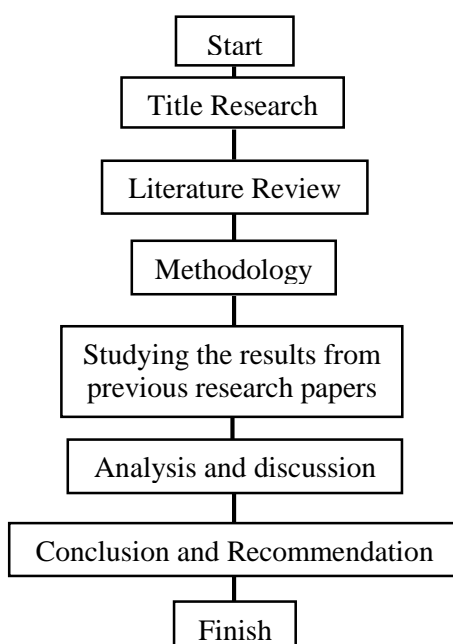 Start
Title Research
Literature Review
Methodology
Studying the results from
previous research papers
Analysis and discussion
Conclusion and Recommendation
Finish